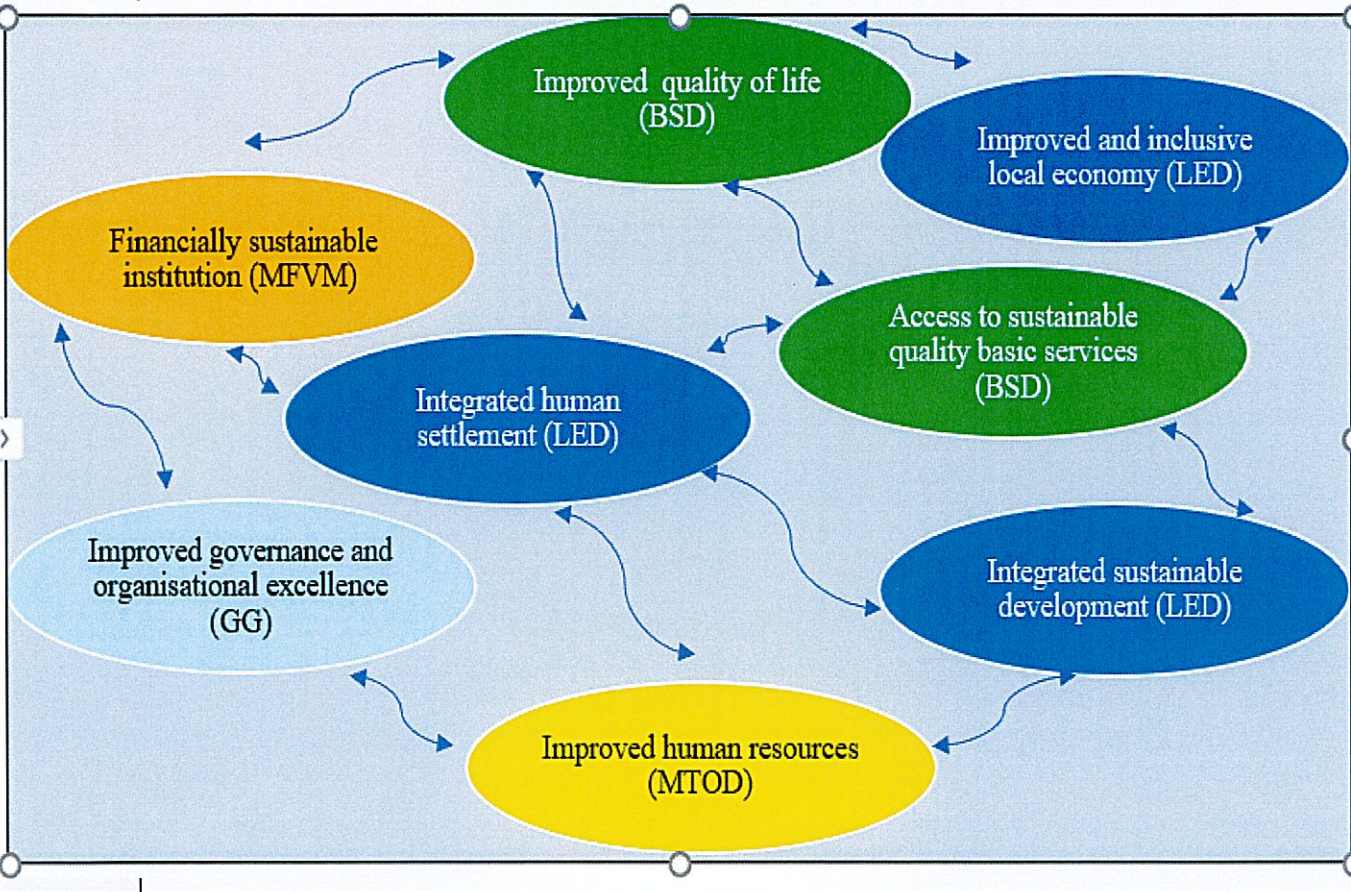 Improved quality of life
(BSD)
Improved and inclusive
local economy (LED)
Financially sustainable
institution (MFVM)
Access to sustainable
quality basic services
(BSD)
Integrated human
settlement (LED)
Improved governance and
organisational excellence
(GG)
Integrated sustainable
development (LED)
Improved human resources
(MTOD)